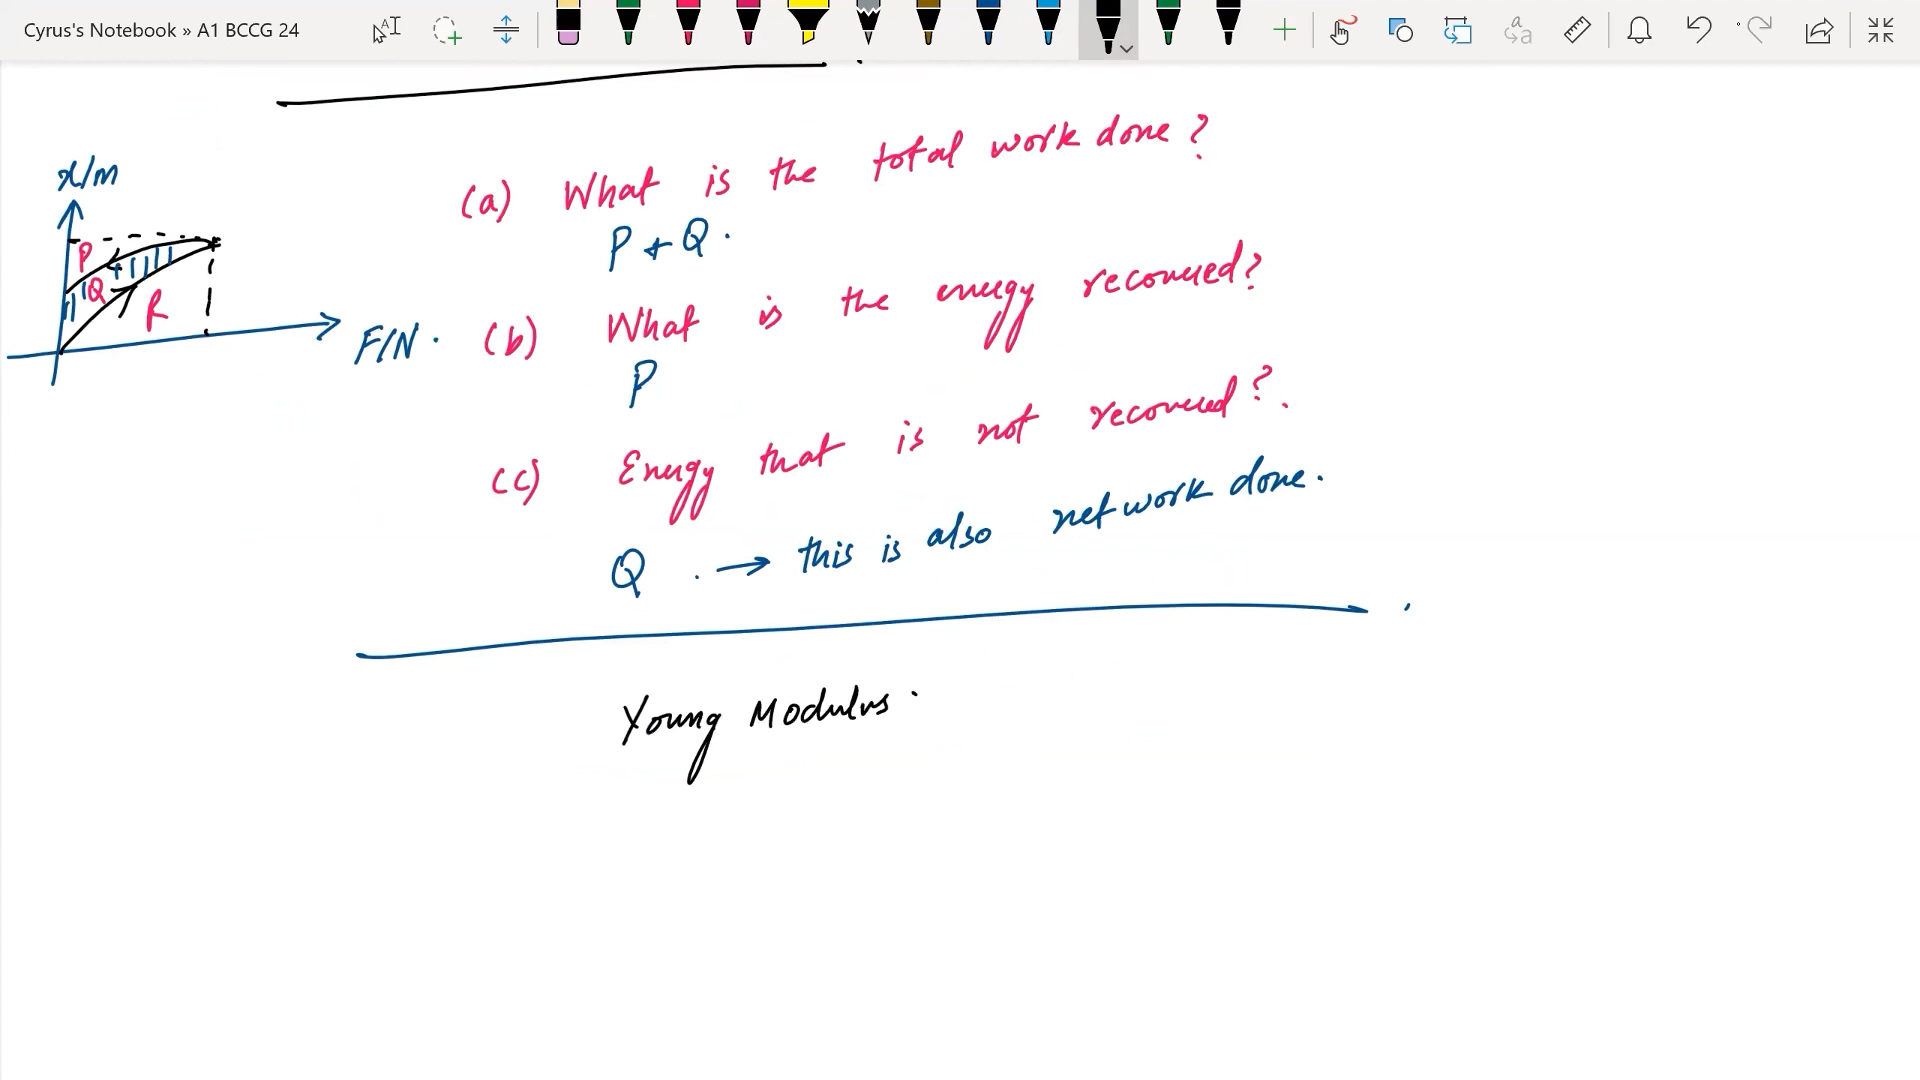 Cyrus's Notebook » A1 BCCG 24
x/m
P
Q
R
F/N.
(a) What is the total work done?
P + Q.
(b) What is the energy recovered?
P
(c) Energy that is not recovered?.
Q . → this is also net work done.
Young Modulus.